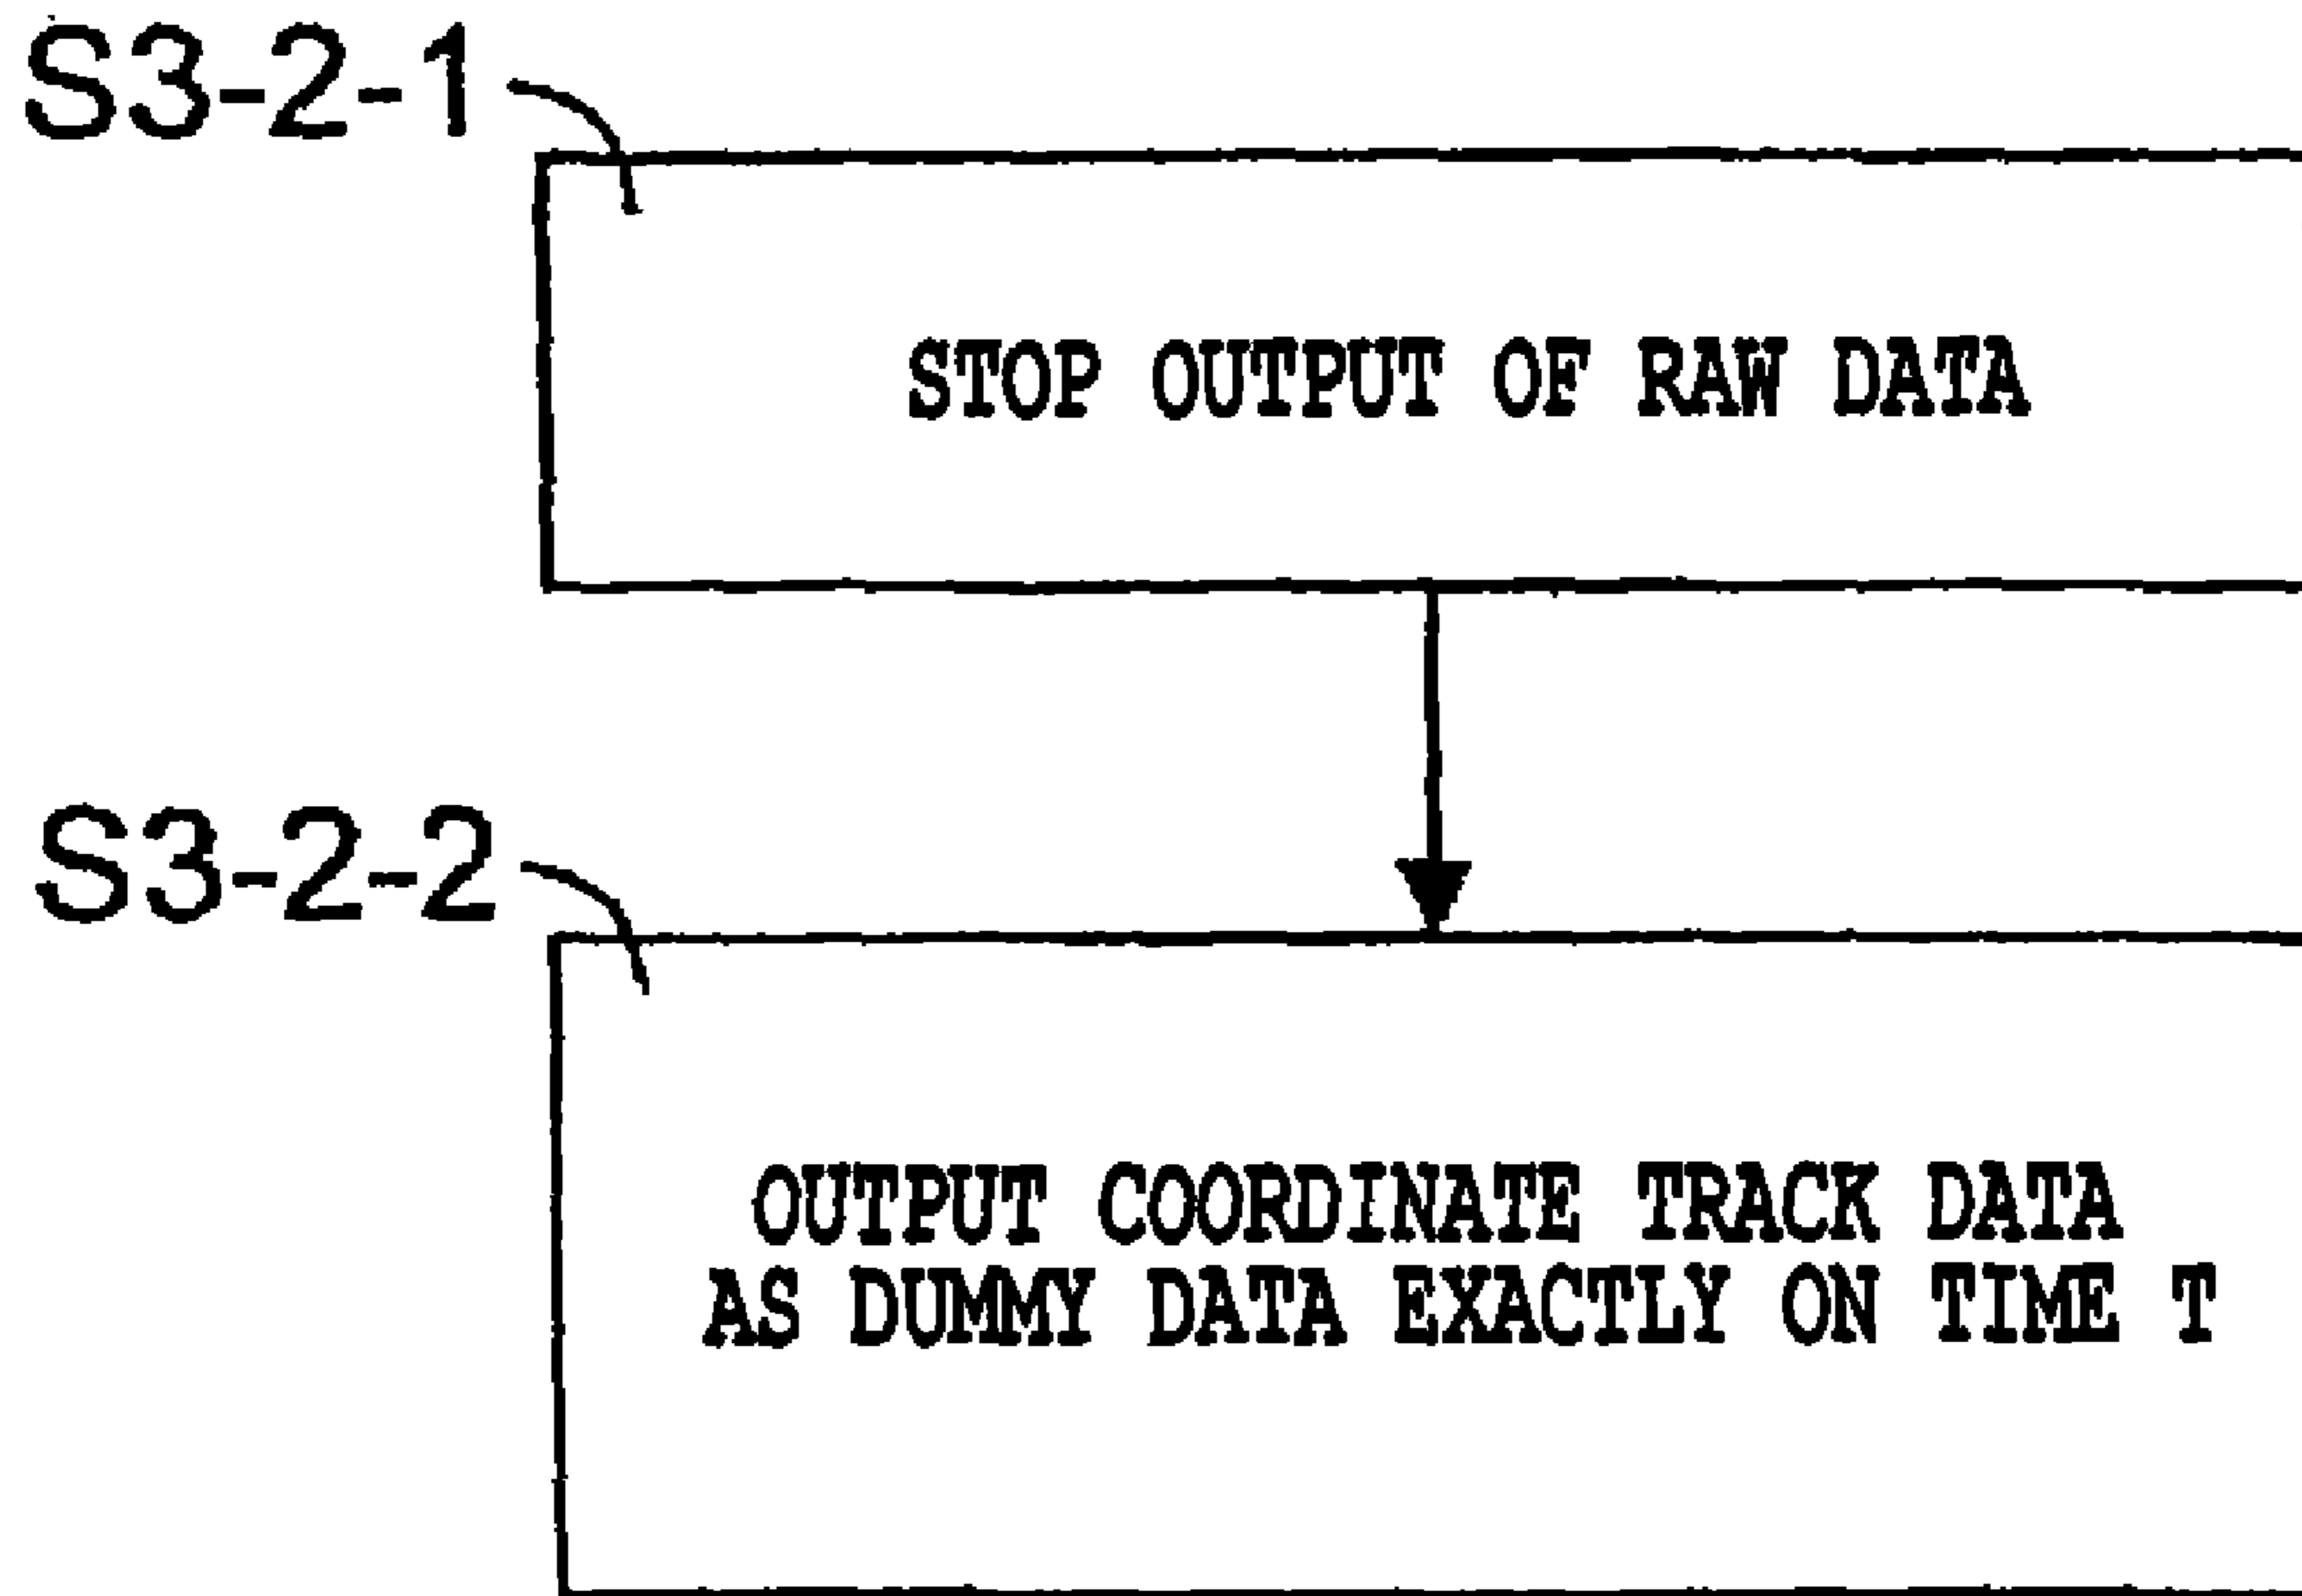 S3-2-1
STOP OUTPUT OF RAW DATA
S3-2-2
OUTPUT COORDINATE TRACK DATA
AS DUMMY DATA EXACTLY ON TIME T